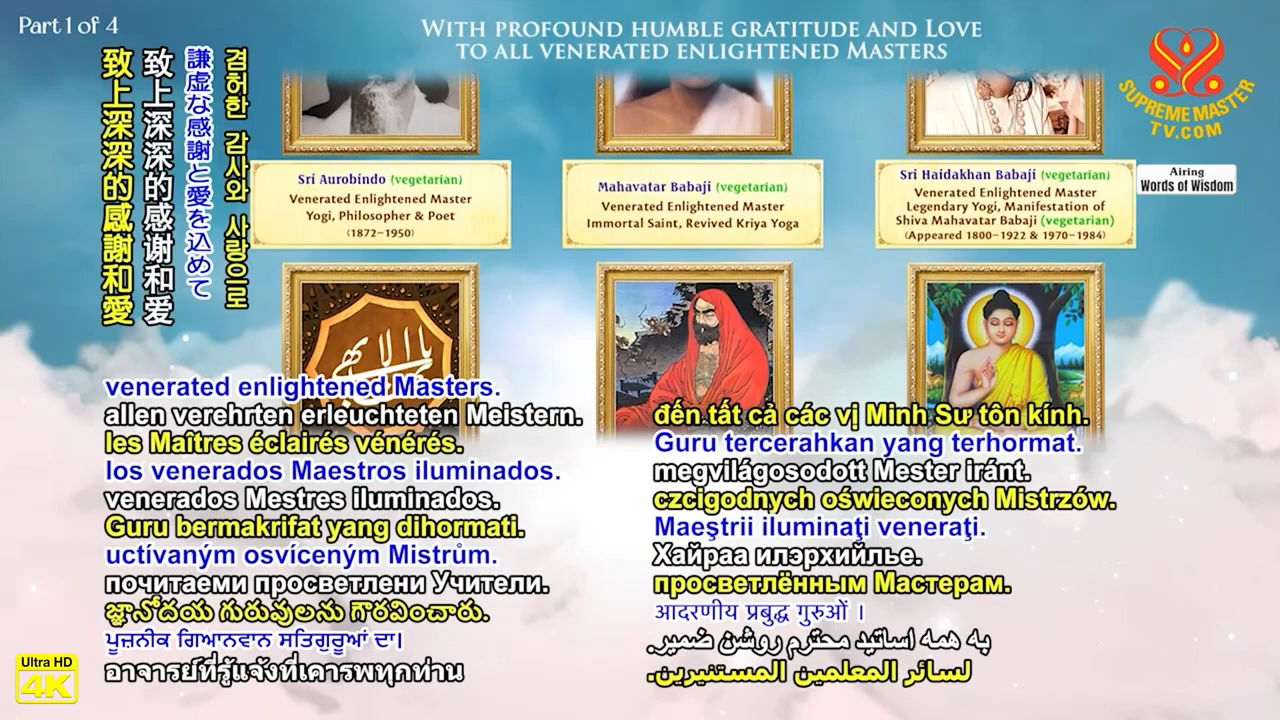 Part 1 of 4
WITH PROFOUND HUMBLE GRATITUDE AND LOVE
TO ALL VENERATED ENLIGHTENED MASTERS
SUPREME MASTER
TV.COM
Airing
Words of Wisdom
致上深深的感謝和愛
致上深深的感谢和爱
謙虚な感謝と愛を込めて
겸허한 감사와 사랑으로
Sri Aurobindo (vegetarian)
Venerated Enlightened Master
Yogi, Philosopher & Poet
(1872–1950)
Mahavatar Babaji (vegetarian)
Venerated Enlightened Master
Immortal Saint, Revived Kriya Yoga
Sri Haidakhan Babaji (vegetarian)
Venerated Enlightened Master
Legendary Yogi, Manifestation of
Shiva Mahavatar Babaji (vegetarian)
(Appeared 1800–1922 & 1970–1984)
venerated enlightened Masters.
allen verehrten erleuchteten Meistern.
les Maîtres éclairés vénérés.
los venerados Maestros iluminados.
venerados Mestres iluminados.
Guru bermakrifat yang dihormati.
uctívaným osvíceným Mistrům.
почитаеми просветлени Учители.
జ్ఞానోదయ గురువులను గౌరవించారు.
ਪੂਜ਼ਨੀਕ ਗਿਆਨਵਾਨ ਸਤਿਗੁਰੂਆਂ ਦਾ।
อาจารย์ที่รู้แจ้งที่เคารพทุกท่าน
đến tất cả các vị Minh Sư tôn kính.
Guru tercerahkan yang terhormat.
megvilágosodott Mester iránt.
czcigodnych oświeconych Mistrzów.
Maeştrii iluminaţi veneraţi.
Хайраа илэрхийлье.
просветлённым Мастерам.
आदरणीय प्रबुद्ध गुरुओं ।
به همه اساتید محترم روشن ضمیر.
لسائر المعلمين المستنيرين.
Ultra HD
4K